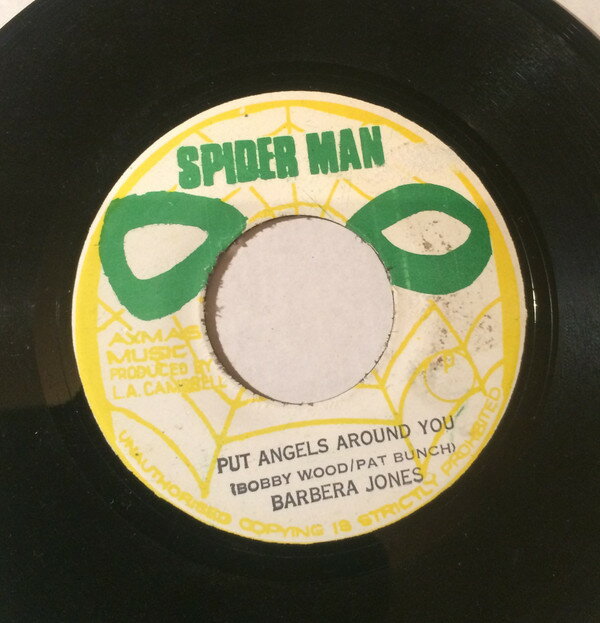 SPIDER MAN
AYMAS
MUSIC
PRODUCED BY
L.A. CAMPBELL
PUT ANGELS AROUND YOU
(BOBBY WOOD/PAT BUNCH)
BARBERA JONES
UNAUTHORISED COPYING IS STRICTLY PROHIBITED